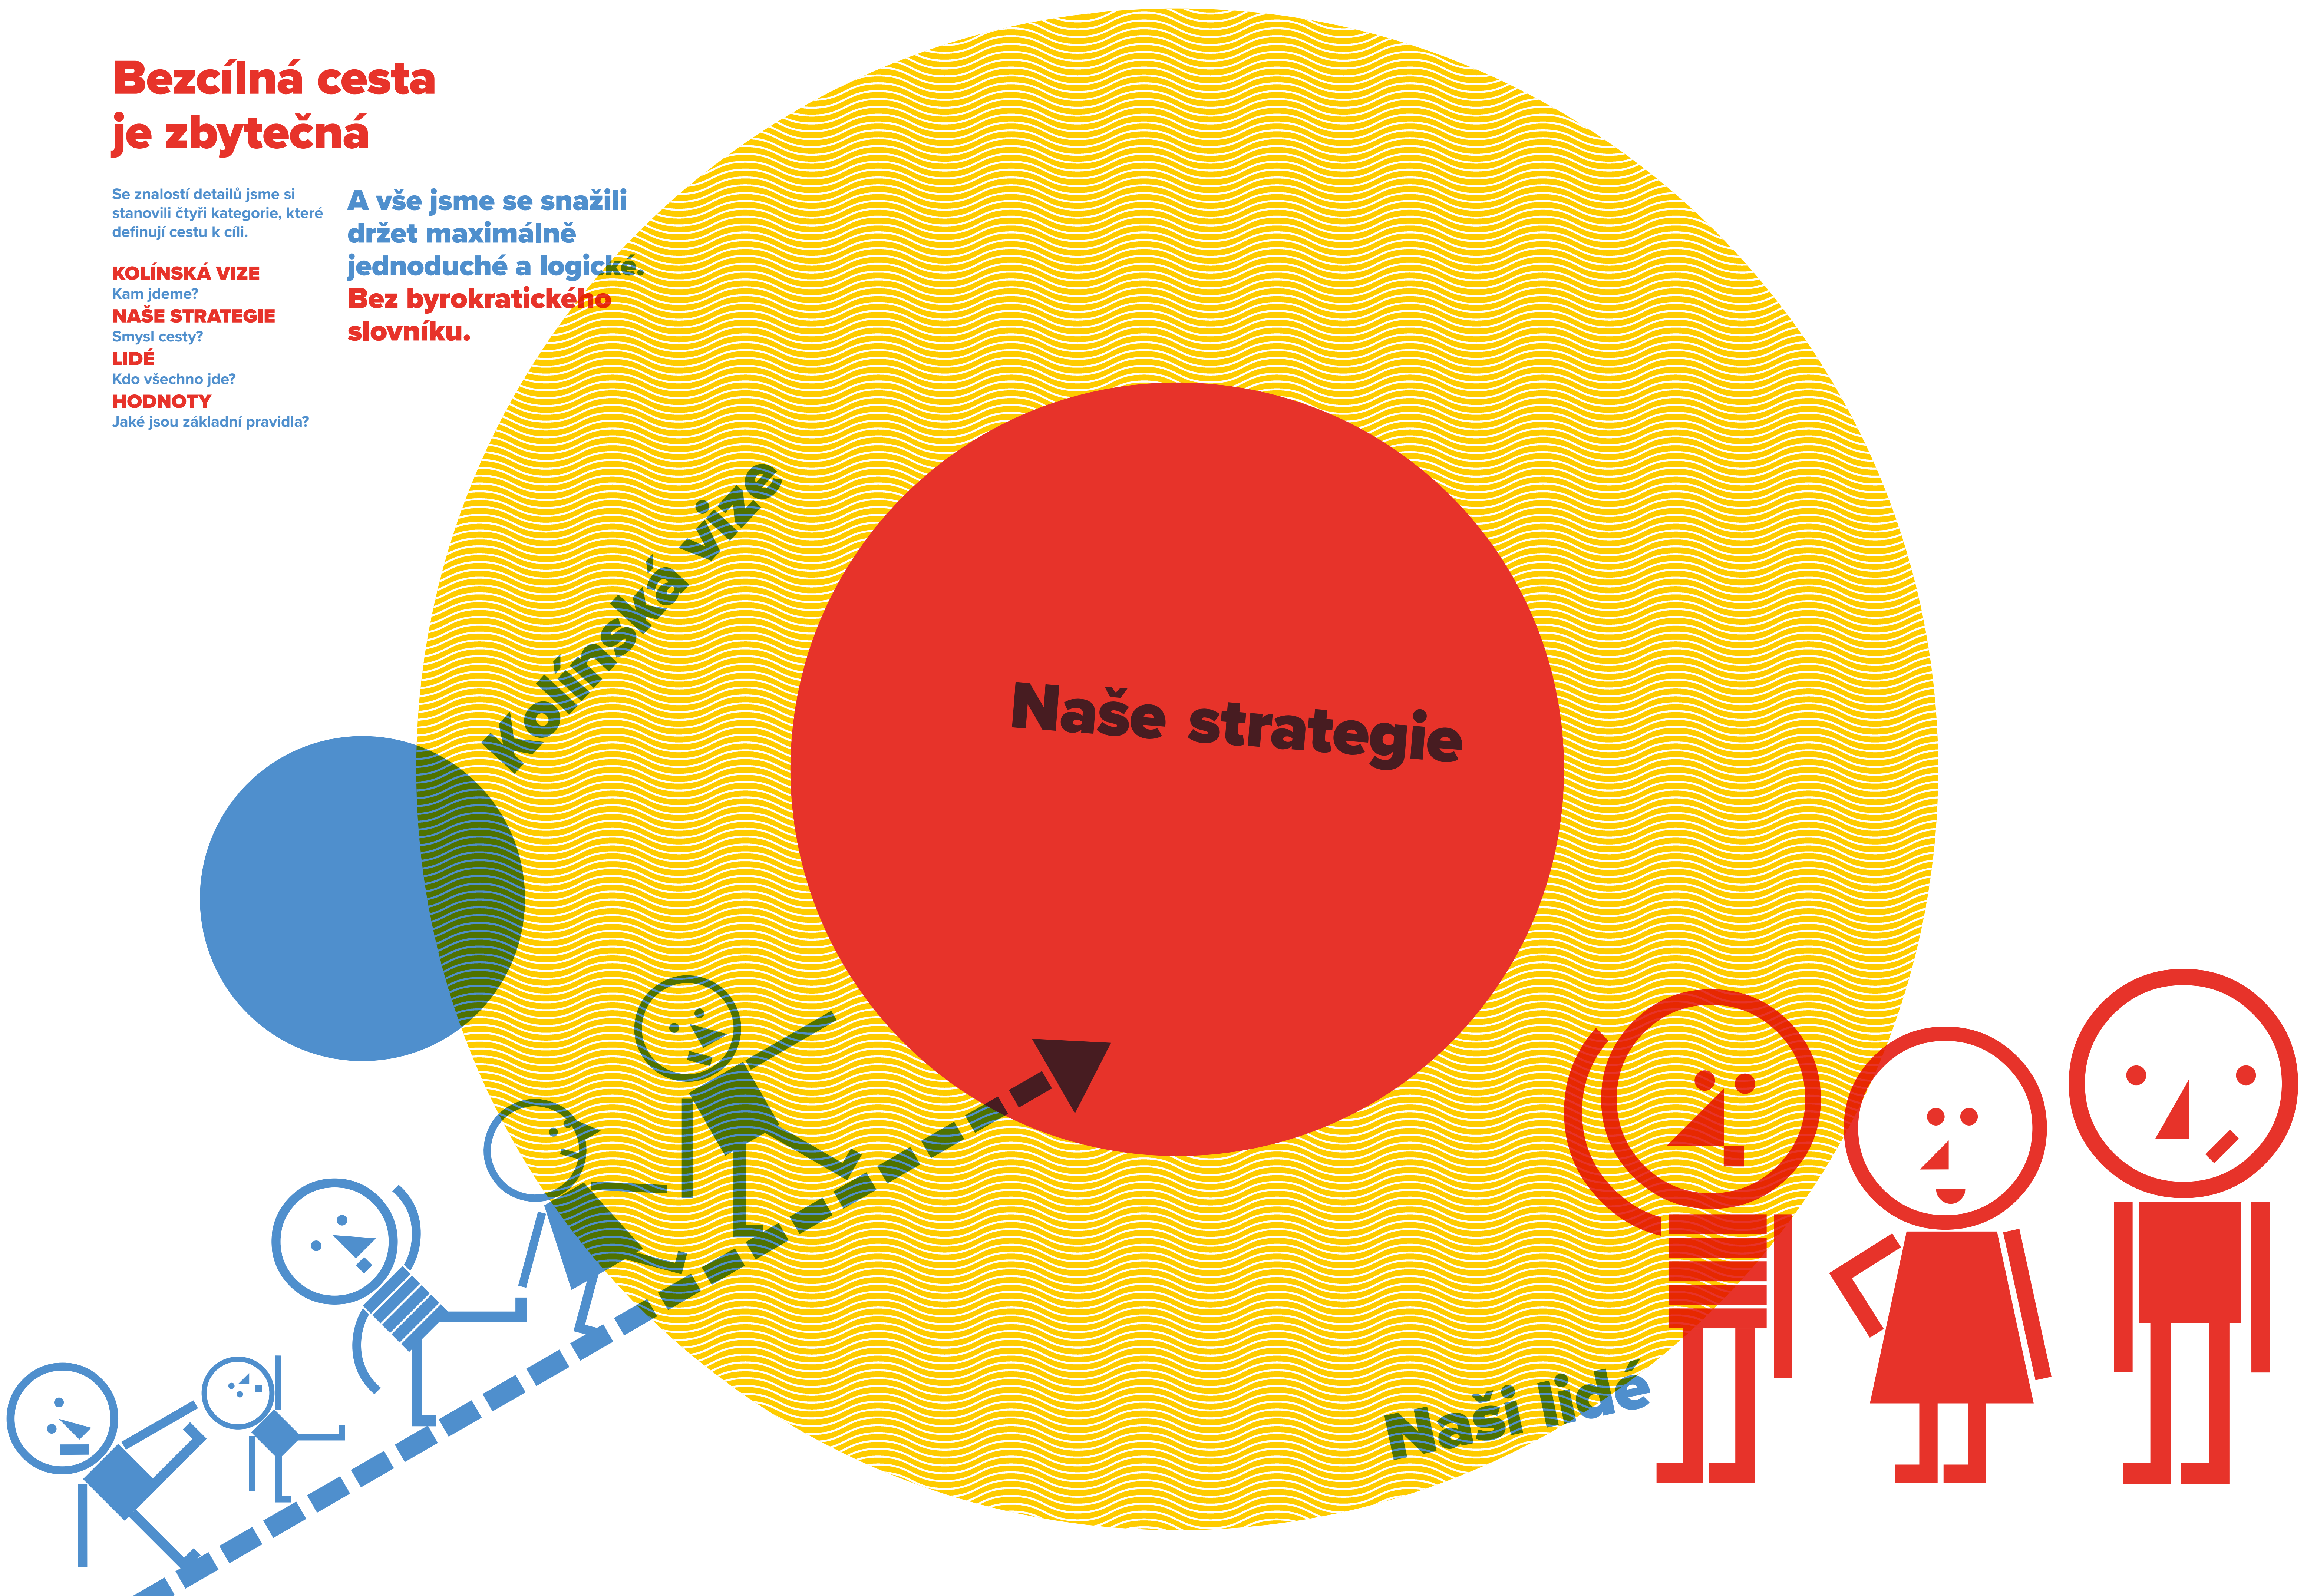 Bezcílná cesta
je zbytečná
Se znalostí detailů jsme si
stanovili čtyři kategorie, které
definují cestu k cíli.
KOLÍNSKÁ VIZE
Kam jdeme?
NAŠE STRATEGIE
Smysl cesty?
LIDÉ
Kdo všechno jde?
HODNOTY
Jaké jsou základní pravidla?
A vše jsme se snažili
držet maximálně
jednoduché a logické.
Bez byrokratického
slovníku.
Kolínská vize
Naše strategie
Naši lidé